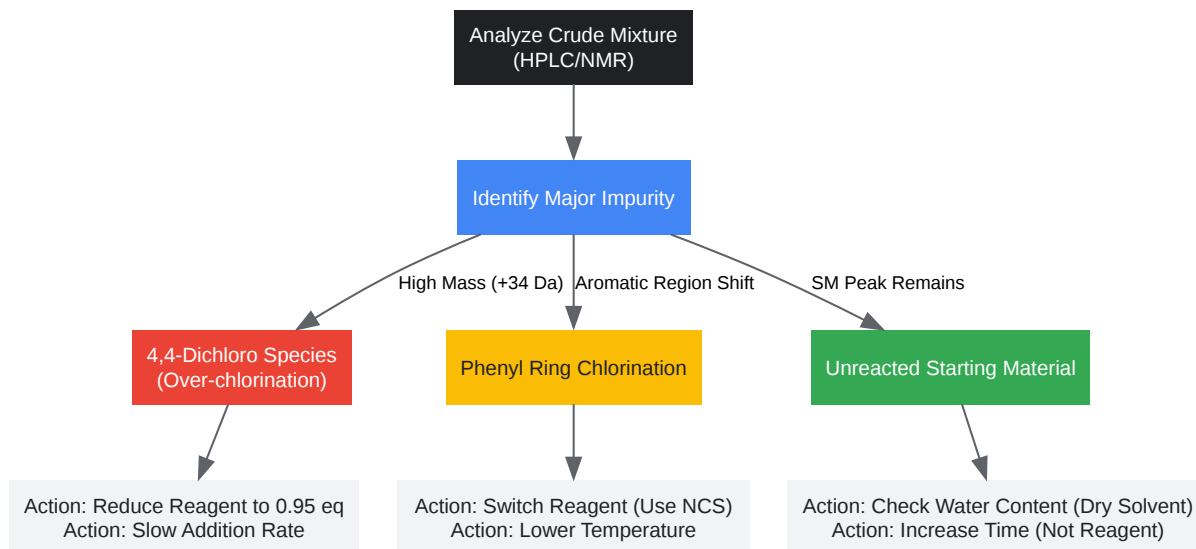 Analyze Crude Mixture
(HPLC/NMR)
Identify Major Impurity
High Mass (+34 Da)
Aromatic Region Shift
SM Peak Remains
4,4-Dichloro Species
(Over-chlorination)
Phenyl Ring Chlorination
Unreacted Starting Material
Action: Reduce Reagent to 0.95 eq
Action: Slow Addition Rate
Action: Switch Reagent (Use NCS)
Action: Lower Temperature
Action: Check Water Content (Dry Solvent)
Action: Increase Time (Not Reagent)